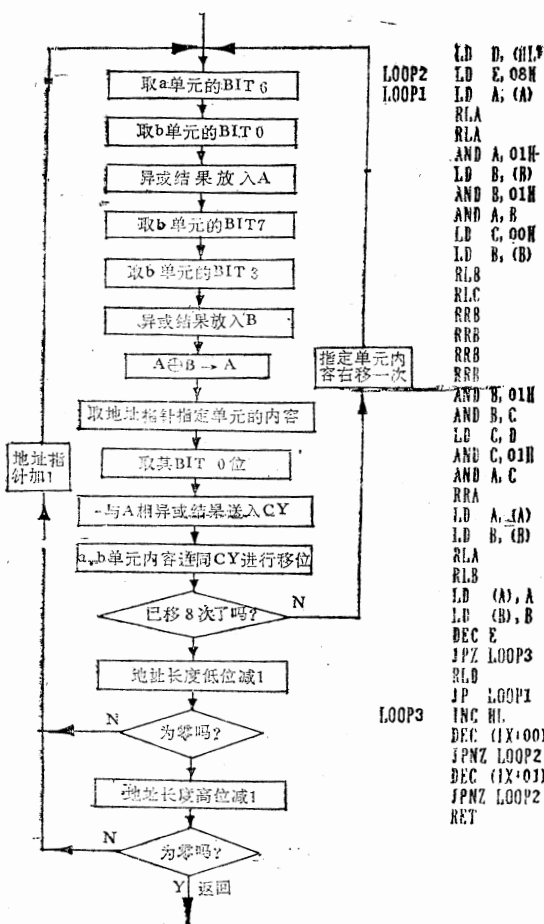 取a单元的BIT 6
取b单元的BIT 0
异或结果放入A
取b单元的BIT7
取b单元的BIT 3
异或结果放入B
A⊕B→A
取地址指针指定单元的内容
取其BIT 0位
与A相异或结果送入CY
a、b单元内容连同CY进行移位
已移8次了吗?
N
指定单元内
容右移一次
地址长度低位减1
N
为零吗?
地址长度高位减1
N
为零吗?
Y 返回
地址指
针加1
LD D, (HL)
LOOP2 LD E, 08H
LOOP1 LD A, (A)
RLA
RLA
AND A, 01H
LD B, (B)
AND B, 01H
AND A, B
LD C, 00H
LD B, (B)
RLB
RLC
RRB
RRB
RRB
RRB
AND B, 01H
AND B, C
LD C, D
AND C, 01H
AND A, C
RRA
LD A, (A)
LD B, (B)
RLA
RLB
LD (A), A
LD (B), B
DEC E
JPZ LOOP3
RLD
JP LOOP1
LOOP3 INC HL
DEC (IX+00)
JPNZ LOOP2
DEC (IX+01)
JPNZ LOOP2
RET